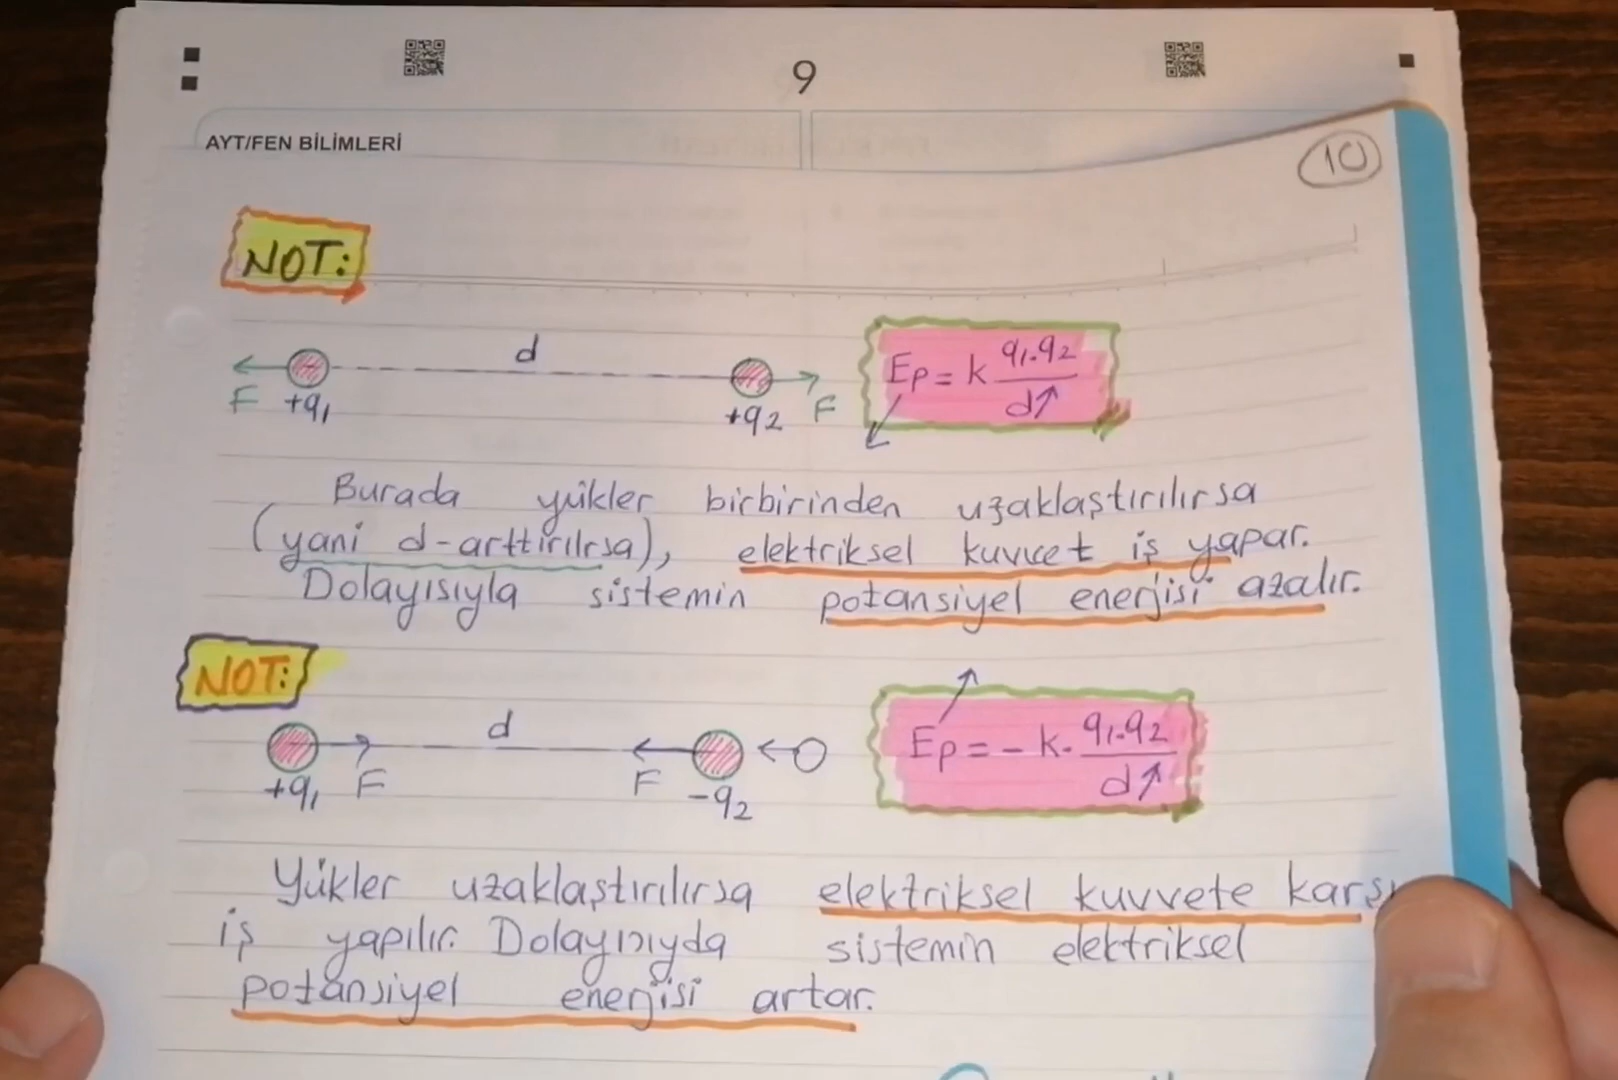 9
AYT/FEN BİLİMLERİ
10
NOT:
d
F +q1
+q2 F
Ep = k q1.q2 / d↑
Burada yükler birbirinden uzaklaştırılırsa
(yani d-arttırılrsa), elektriksel kuvvet iş yapar.
Dolayısıyla sistemin potansiyel enerjisi azalır.
NOT:
d
+q1 F
F -q2
Ep = - k. q1.q2 / d↑
Yükler uzaklaştırılırsa elektriksel kuvvete karşı
iş yapılır. Dolayısıyda sistemin elektriksel
potansiyel enerjisi artar.